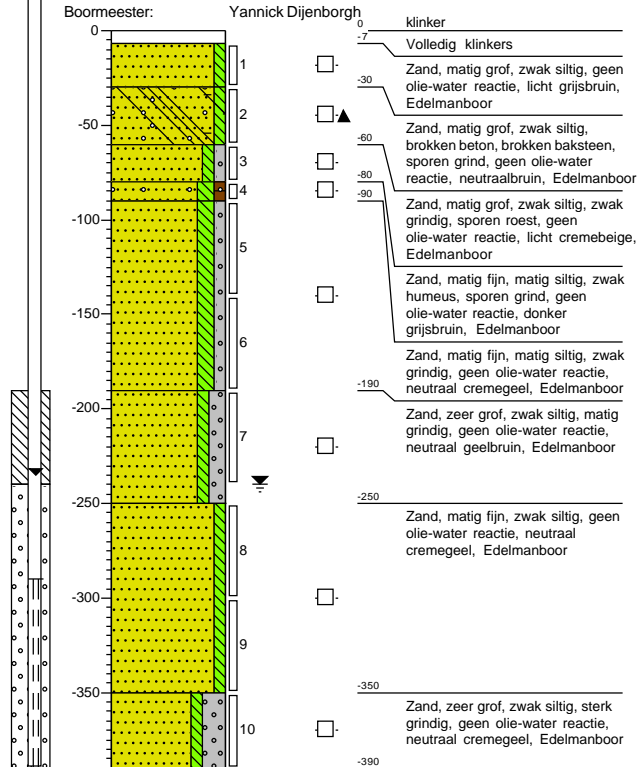 Boormeester: Yannick Dijenborgh
0
-50
-100
-150
-200
-250
-300
-350
1
2
3
4
5
6
7
8
9
10
0
klinker
-7
Volledig klinkers
Zand, matig grof, zwak siltig, geen
olie-water reactie, licht grijsbruin,
Edelmanboor
-30
Zand, matig grof, zwak siltig,
brokken beton, brokken baksteen,
sporen grind, geen olie-water
reactie, neutraalbruin, Edelmanboor
-60
Zand, matig grof, zwak siltig, zwak
grindig, sporen roest, geen
olie-water reactie, licht cremebeige,
Edelmanboor
-80
Zand, matig fijn, matig siltig, zwak
humeus, sporen grind, geen
olie-water reactie, donker
grijsbruin, Edelmanboor
-90
Zand, matig fijn, matig siltig, zwak
grindig, geen olie-water reactie,
neutraal cremegeel, Edelmanboor
-190
Zand, zeer grof, zwak siltig, matig
grindig, geen olie-water reactie,
neutraal geelbruin, Edelmanboor
-250
Zand, matig fijn, zwak siltig, geen
olie-water reactie, neutraal
cremegeel, Edelmanboor
-350
Zand, zeer grof, zwak siltig, sterk
grindig, geen olie-water reactie,
neutraal cremegeel, Edelmanboor
-390